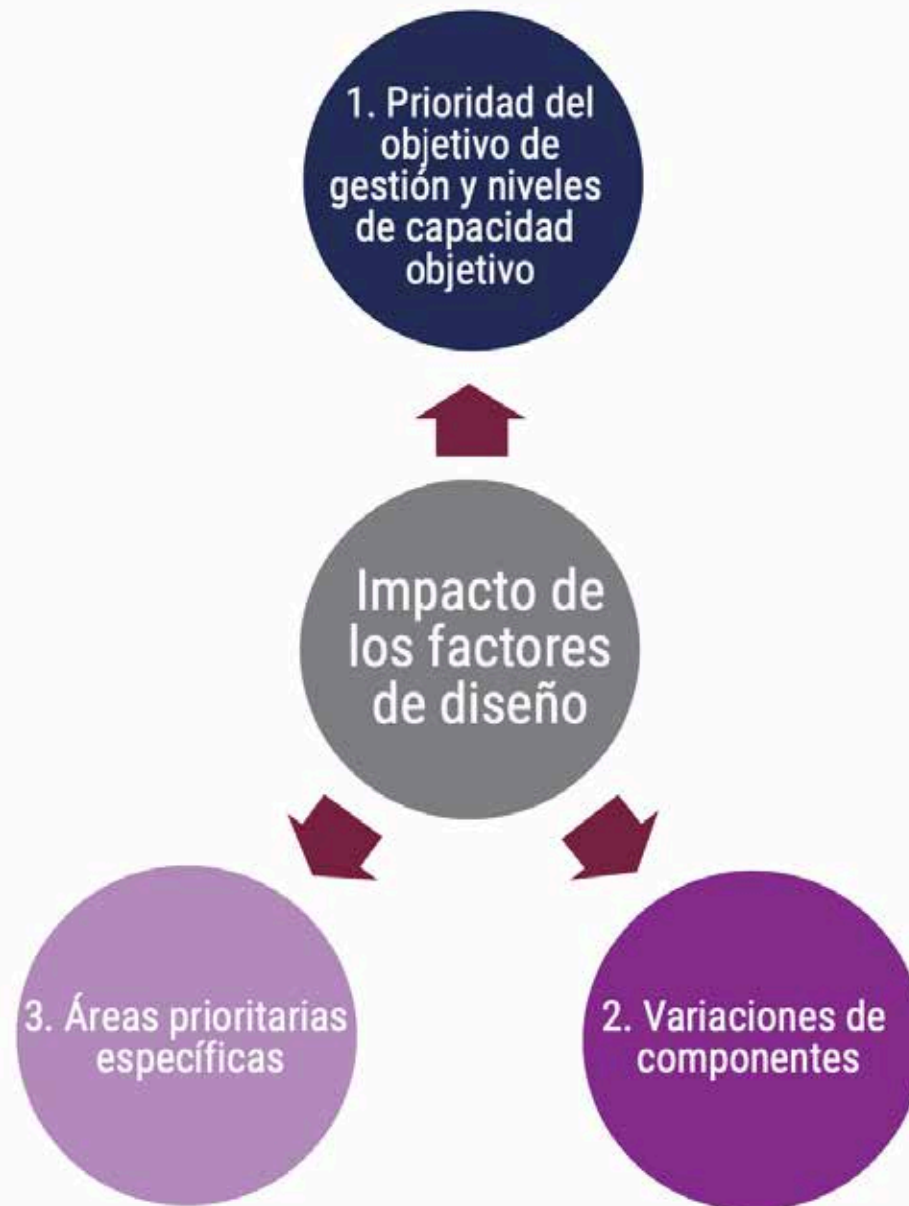 1. Prioridad del
objetivo de
gestión y niveles
de capacidad
objetivo
Impacto de
los factores
de diseño
3. Áreas prioritarias
específicas
2. Variaciones de
componentes